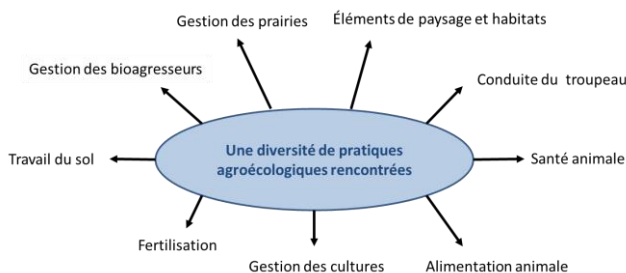 Gestion des prairies
Éléments de paysage et habitats
Gestion des bioagresseurs
Conduite du troupeau
Une diversité de pratiques
agroécologiques rencontrées
Travail du sol
Santé animale
Fertilisation
Gestion des cultures
Alimentation animale